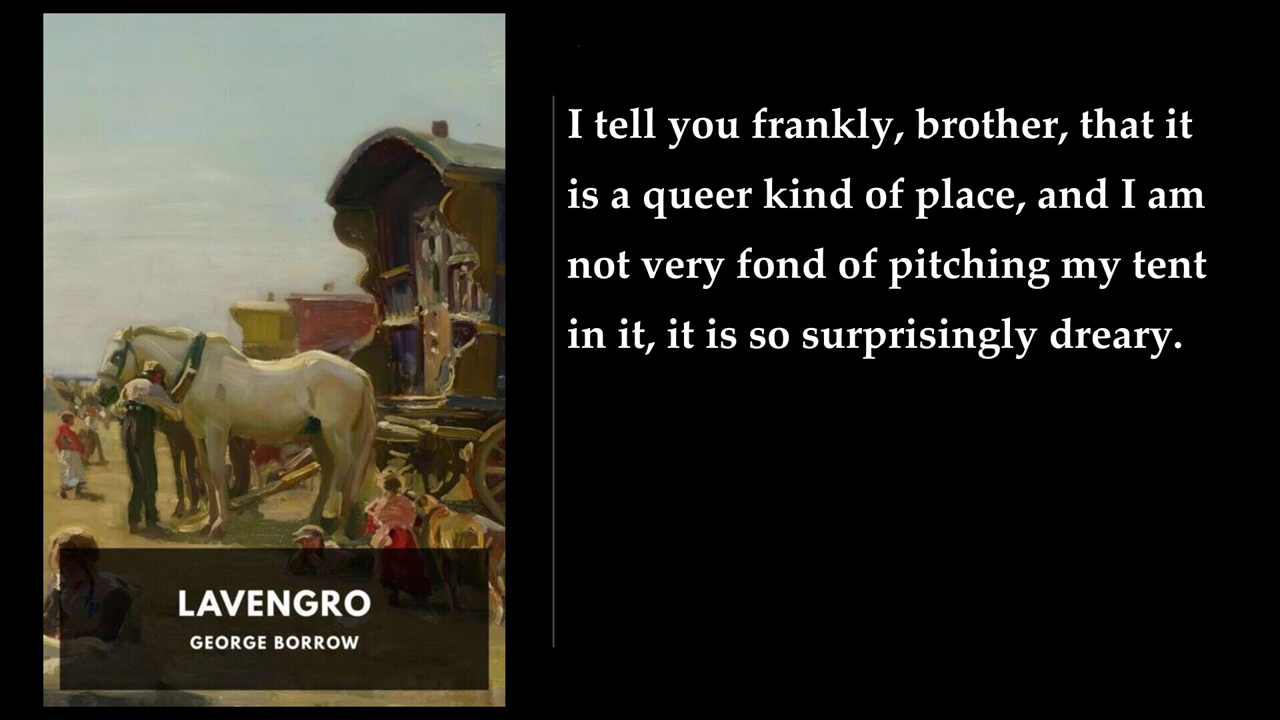 LAVENGRO
GEORGE BORROW
I tell you frankly, brother, that it
is a queer kind of place, and I am
not very fond of pitching my tent
in it, it is so surprisingly dreary.